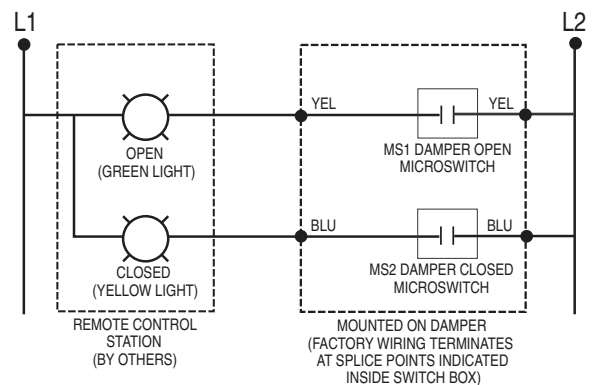 L1
L2
YEL
YEL
OPEN
(GREEN LIGHT)
MS1 DAMPER OPEN
MICROSWITCH
BLU
BLU
CLOSED
(YELLOW LIGHT)
MS2 DAMPER CLOSED
MICROSWITCH
REMOTE CONTROL
STATION
(BY OTHERS)
MOUNTED ON DAMPER
(FACTORY WIRING TERMINATES
AT SPLICE POINTS INDICATED
INSIDE SWITCH BOX)